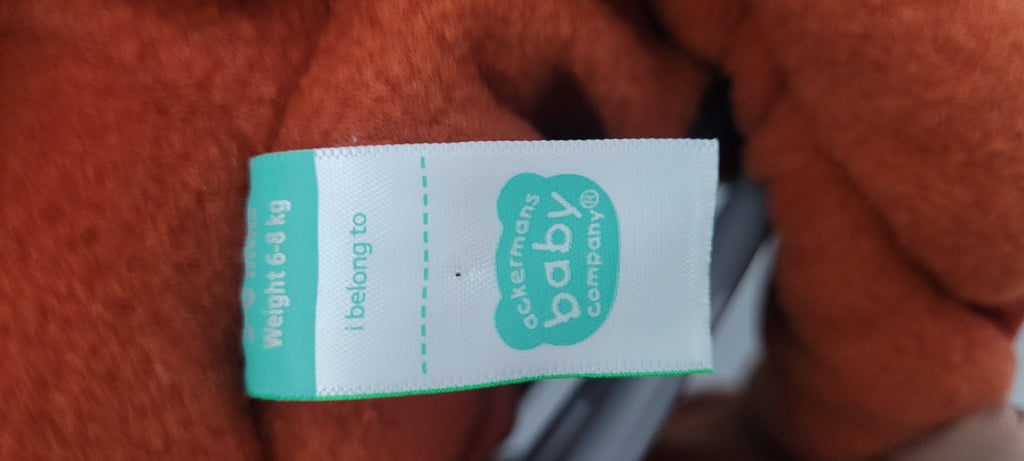 Weight 6-8 kg
i belong to
ackermans
baby
company®